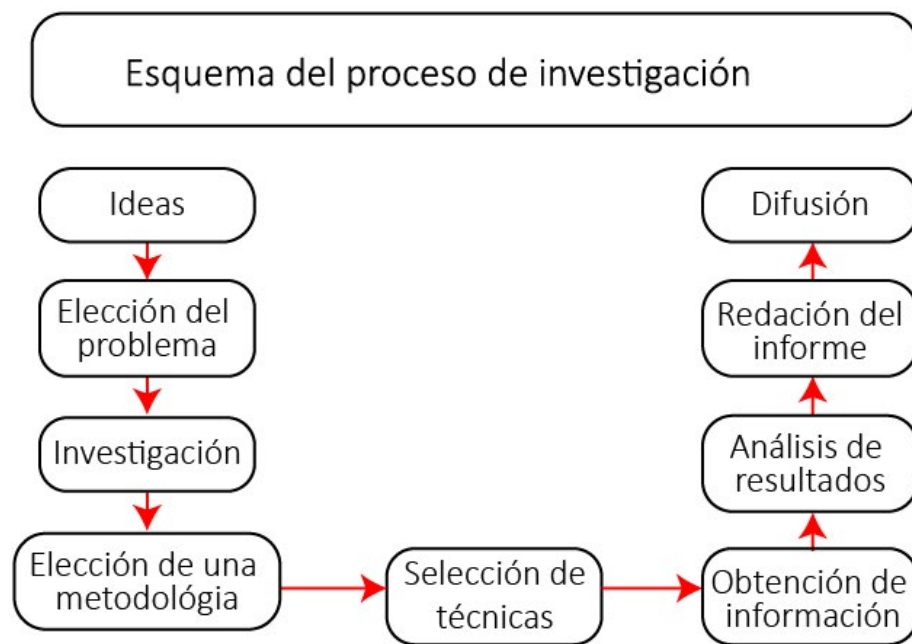 Esquema del proceso de investigación
Ideas
Elección del
problema
Investigación
Elección de una
metodológia
Selección de
técnicas
Obtención de
información
Análisis de
resultados
Redación del
informe
Difusión